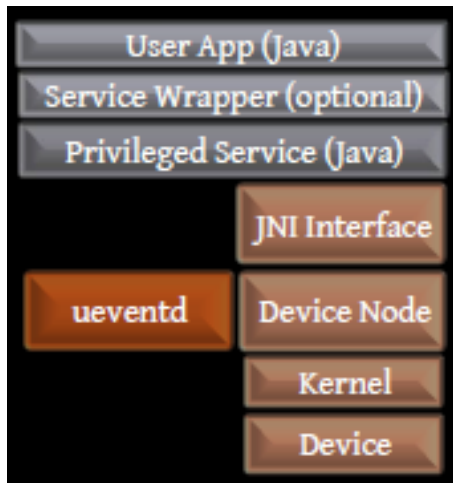 User App (Java)
Service Wrapper (optional)
Privileged Service (Java)
JNI Interface
ueventd
Device Node
Kernel
Device